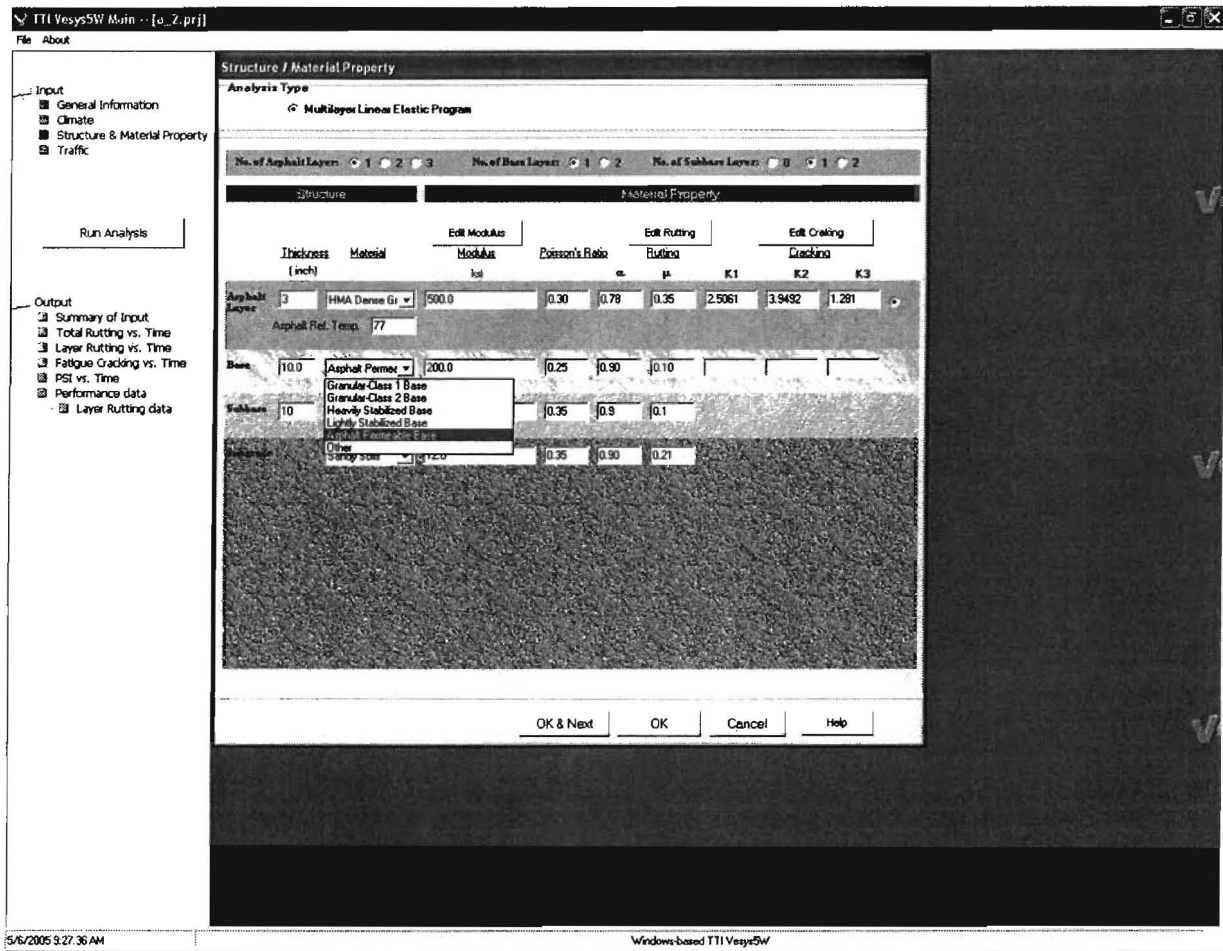 TTI Vesys5W Main -- [a_2.prj]
File About
Input
General Information
Climate
Structure & Material Property
Traffic
Run Analysis
Output
Summary of Input
Total Rutting vs. Time
Layer Rutting vs. Time
Fatigue Cracking vs. Time
PSI vs. Time
Performance data
Layer Rutting data
Structure / Material Property
Analysis Type
Multilayer Linear Elastic Program
No. of Asphalt Layer: 1 2 3 No. of Base Layer: 1 2 No. of Subbase Layer: 0 1 2
Structure Material Property
Edit Modulus Edit Rutting Edit Craking
Thickness Material Modulus Poisson's Ratio Rutting Cracking
(inch) ksi α μ K1 K2 K3
Asphalt Layer 3 HMA Dense Gr 500.0 0.30 0.78 0.35 2.5061 3.9492 1.281
Asphalt Ref. Temp. 77
Base 10.0 Asphalt Permea 200.0 0.25 0.90 0.10
Granular-Class 1 Base
Granular-Class 2 Base
Subbase 10 Heavily Stabilized Base 0.35 0.9 0.1
Lightly Stabilized Base
Asphalt Permeable Base
Other
Sandy Soils 12.0 0.35 0.90 0.21
OK & Next OK Cancel Help
5/6/2005 9:27:36 AM Windows-based TTI Vesys5W